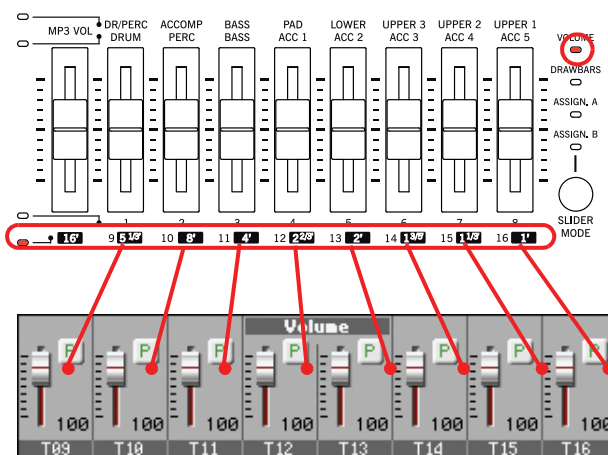 MP3 VOL DR/PERC ACCOMP BASS PAD LOWER UPPER 3 UPPER 2 UPPER 1
DRUM PERC BASS ACC 1 ACC 2 ACC 3 ACC 4 ACC 5
VOLUME
DRAWBARS
ASSIGN. A
ASSIGN. B
SLIDER
MODE
1 2 3 4 5 6 7 8
16' 9 5 1/3' 10 8' 11 4' 12 2 2/3' 13 2' 14 1 3/5' 15 1 1/3' 16 1'
Volume
P P P P P P P P
100 100 100 100 100 100 100 100
T09 T10 T11 T12 T13 T14 T15 T16